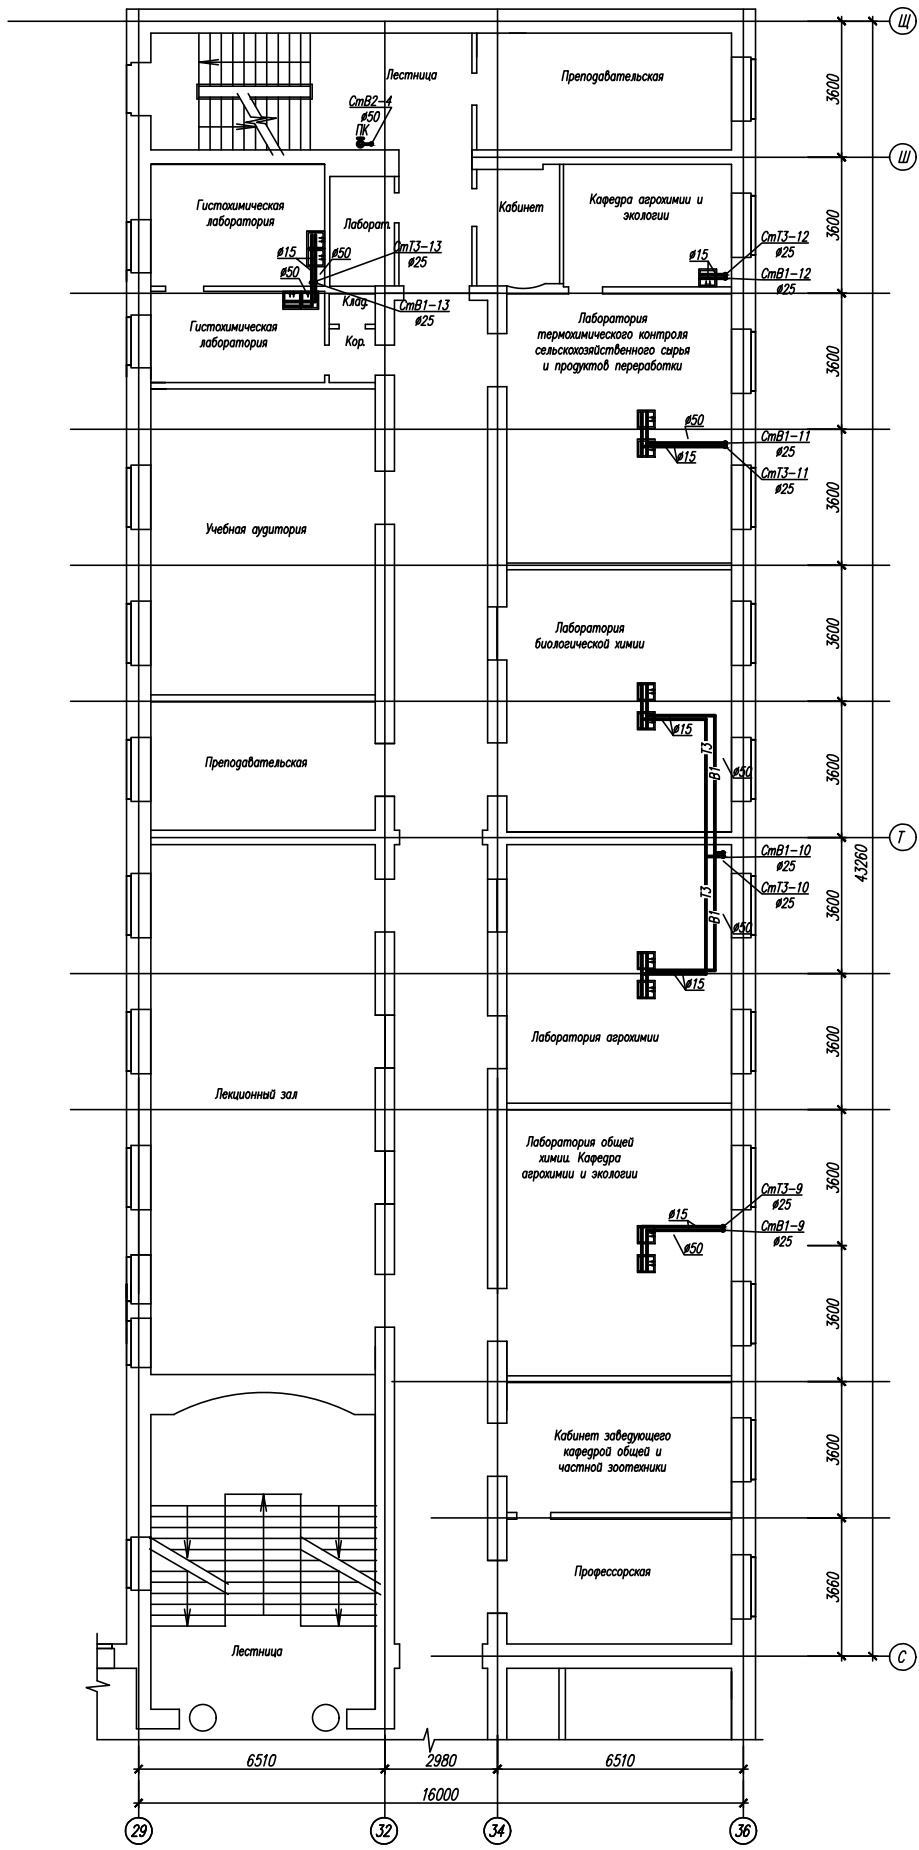 Щ
Лестница
Преподавательская
3600
СтВ2-4
ø50
ПК
Ш
Гистохимическая
лаборатория
Лаборат.
Кабинет
Кафедра агрохимии и
экологии
3600
ø15
ø50
СтТ3-13
ø25
ø50
ø15
СтТ3-12
ø25
СтВ1-12
ø25
Клад.
СтВ1-13
ø25
Гистохимическая
лаборатория
Кор.
Лаборатория
термохимического контроля
сельскохозяйственного сырья
и продуктов переработки
3600
ø50
ø15
СтВ1-11
ø25
СтТ3-11
ø25
3600
Учебная аудитория
Лаборатория
биологической химии
3600
ø15
Т3
В1
ø50
Преподавательская
3600
Т
СтВ1-10
ø25
СтТ3-10
ø25
43260
3600
Т3
В1
ø50
ø15
Лаборатория агрохимии
3600
Лекционный зал
Лаборатория общей
химии. Кафедра
агрохимии и экологии
3600
СтТ3-9
ø25
СтВ1-9
ø25
ø15
ø50
3600
Кабинет заведующего
кафедрой общей и
частной зоотехники
3600
Профессорская
3660
Лестница
С
6510
2980
6510
16000
29
32
34
36